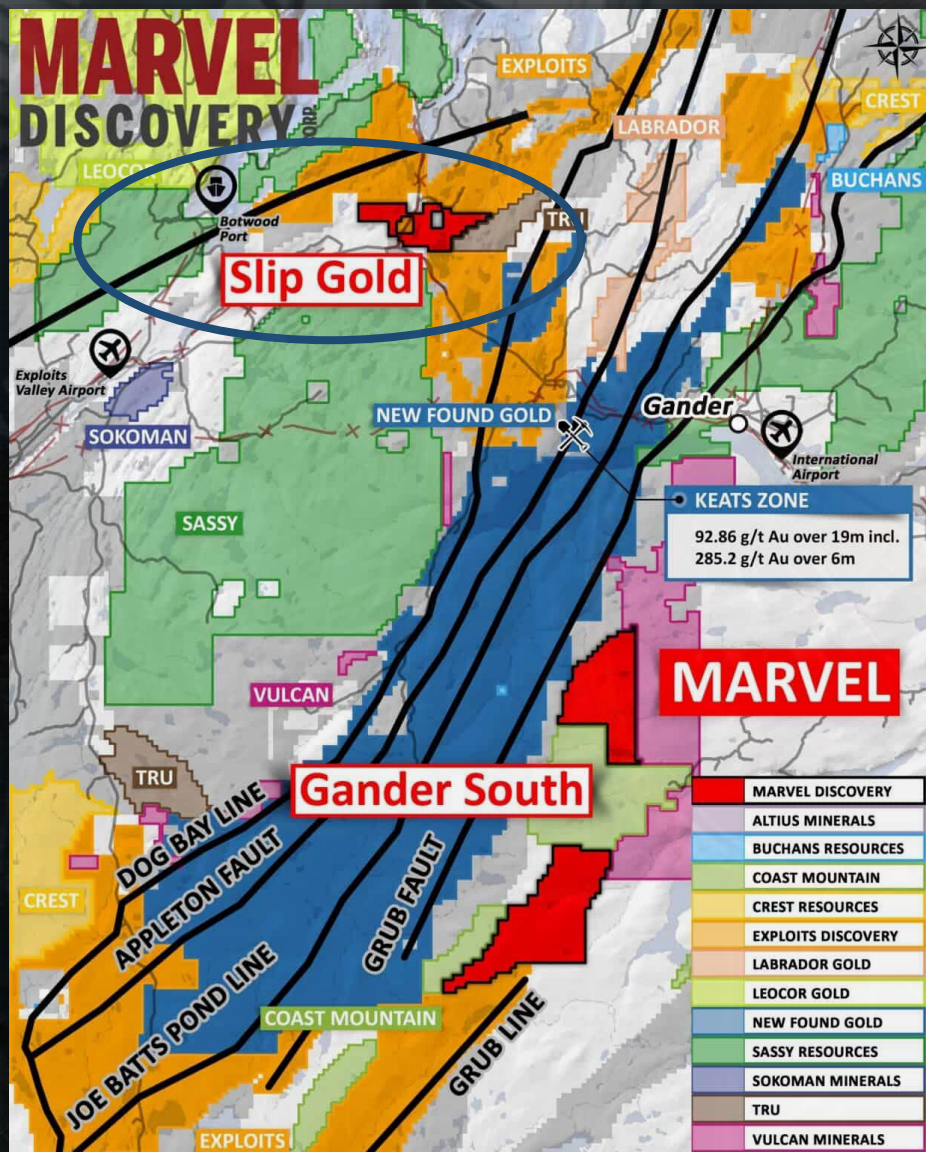 MARVEL
DISCOVERY CORP
EXPLOITS
CREST
LABRADOR
LEOCOR
BUCHANS
Botwood
Port
TRU
Slip Gold
Exploits
Valley Airport
SOKOMAN
NEW FOUND GOLD
Gander
International
Airport
KEATS ZONE
92.86 g/t Au over 19m incl.
285.2 g/t Au over 6m
SASSY
MARVEL
VULCAN
TRU
Gander South
DOG BAY LINE
APPLETON FAULT
CREST
GRUB FAULT
JOE BATTS POND LINE
COAST MOUNTAIN
GRUB LINE
EXPLOITS
MARVEL DISCOVERY
ALTIUS MINERALS
BUCHANS RESOURCES
COAST MOUNTAIN
CREST RESOURCES
EXPLOITS DISCOVERY
LABRADOR GOLD
LEOCOR GOLD
NEW FOUND GOLD
SASSY RESOURCES
SOKOMAN MINERALS
TRU
VULCAN MINERALS